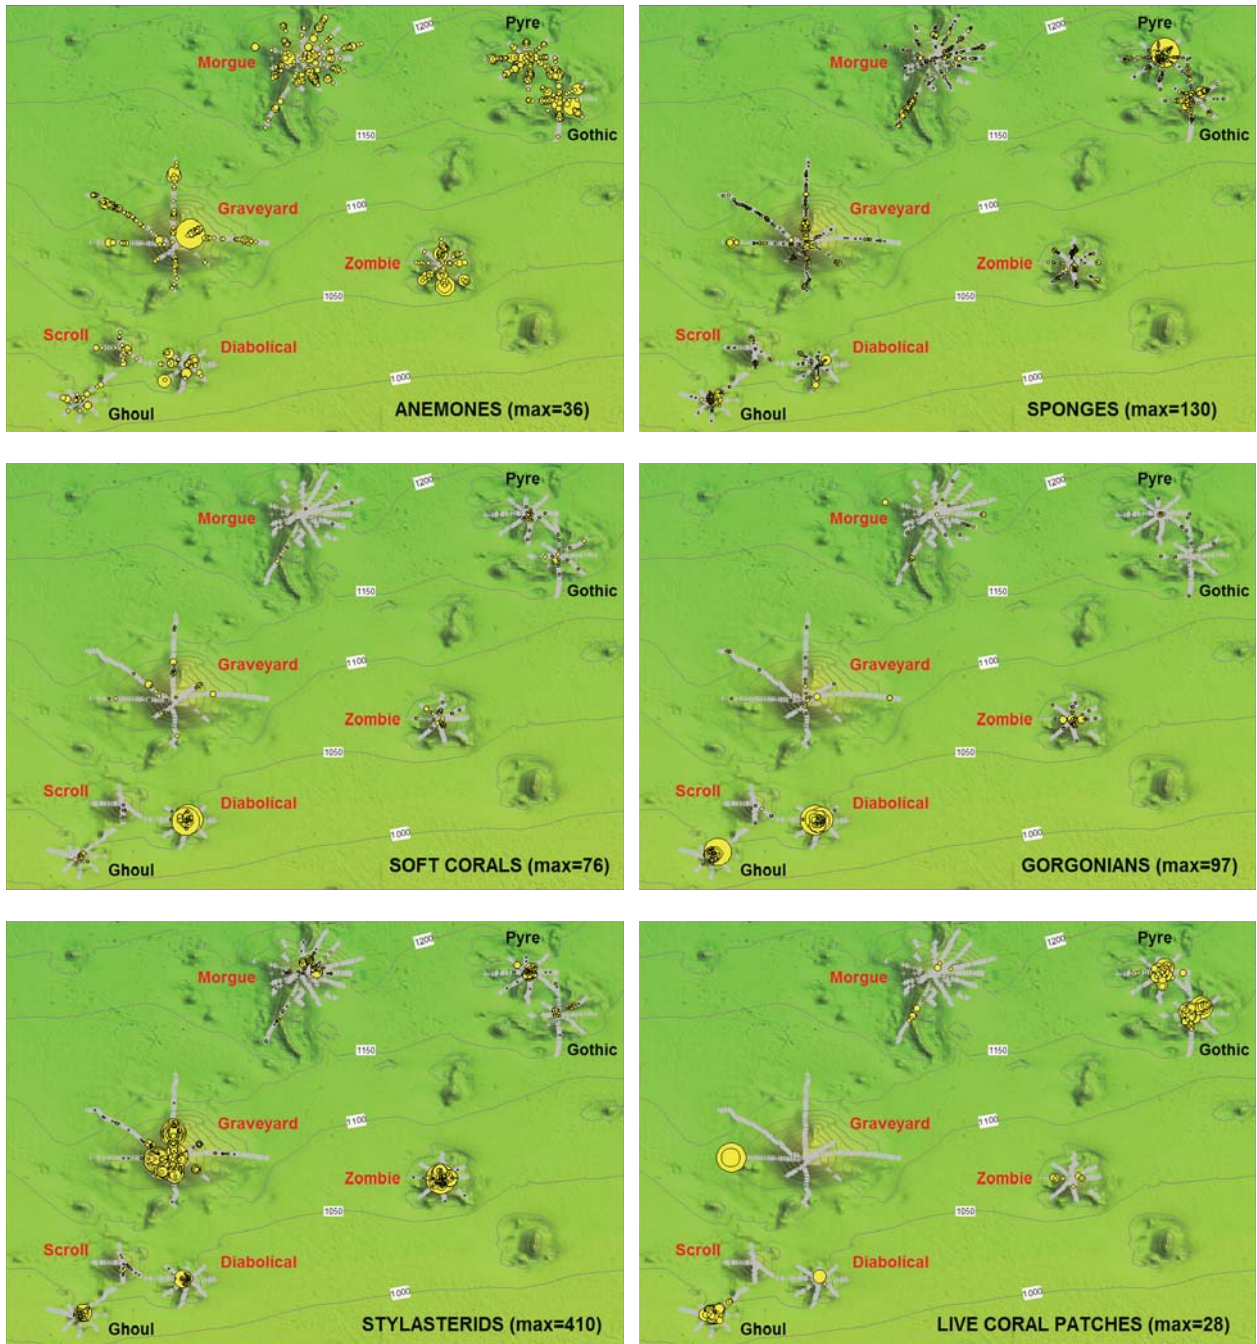 1200
Pyre
Morgue
1150
Gothic
Graveyard
1100
Zombie
1050
Scroll
Diabolical
1000
Ghoul
ANEMONES (max=36)
1200
Pyre
Morgue
1150
Gothic
Graveyard
1100
Zombie
1050
Scroll
Diabolical
1000
Ghoul
SPONGES (max=130)
1200
Pyre
Morgue
1150
Gothic
Graveyard
1100
Zombie
1050
Scroll
Diabolical
1000
Ghoul
SOFT CORALS (max=76)
1200
Pyre
Morgue
1150
Gothic
Graveyard
1100
Zombie
1050
Scroll
Diabolical
1000
Ghoul
GORGONIANS (max=97)
1200
Pyre
Morgue
1150
Gothic
Graveyard
1100
Zombie
1050
Scroll
Diabolical
1000
Ghoul
STYLASTERIDS (max=410)
1200
Pyre
Morgue
1150
Gothic
Graveyard
1100
Zombie
1050
Scroll
Diabolical
1000
Ghoul
LIVE CORAL PATCHES (max=28)